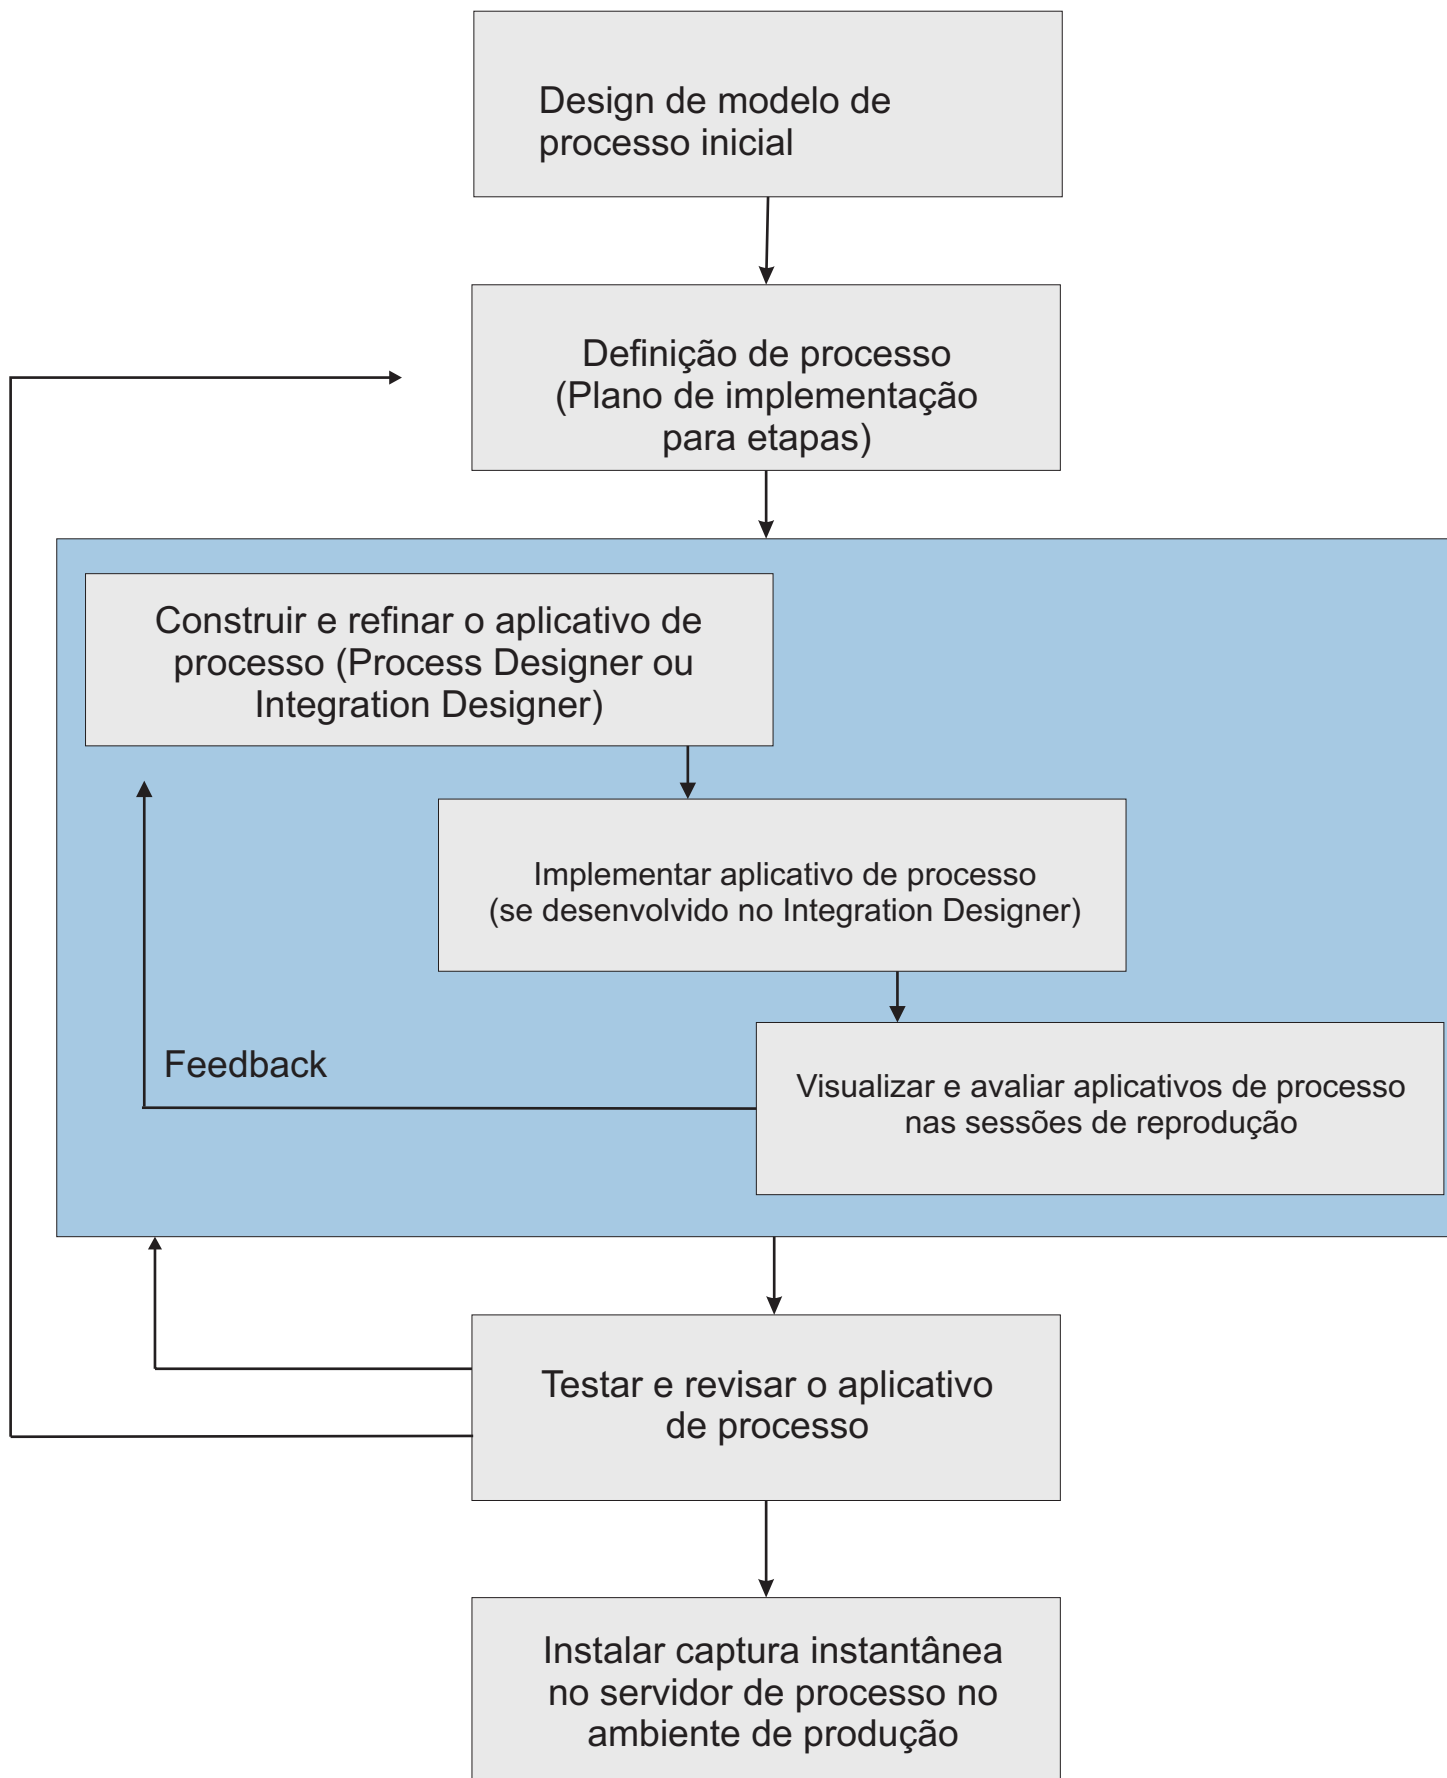 Design de modelo de
processo inicial
Definição de processo
(Plano de implementação
para etapas)
Construir e refinar o aplicativo de
processo (Process Designer ou
Integration Designer)
Implementar aplicativo de processo
(se desenvolvido no Integration Designer)
Feedback
Visualizar e avaliar aplicativos de processo
nas sessões de reprodução
Testar e revisar o aplicativo
de processo
Instalar captura instantânea
no servidor de processo no
ambiente de produção